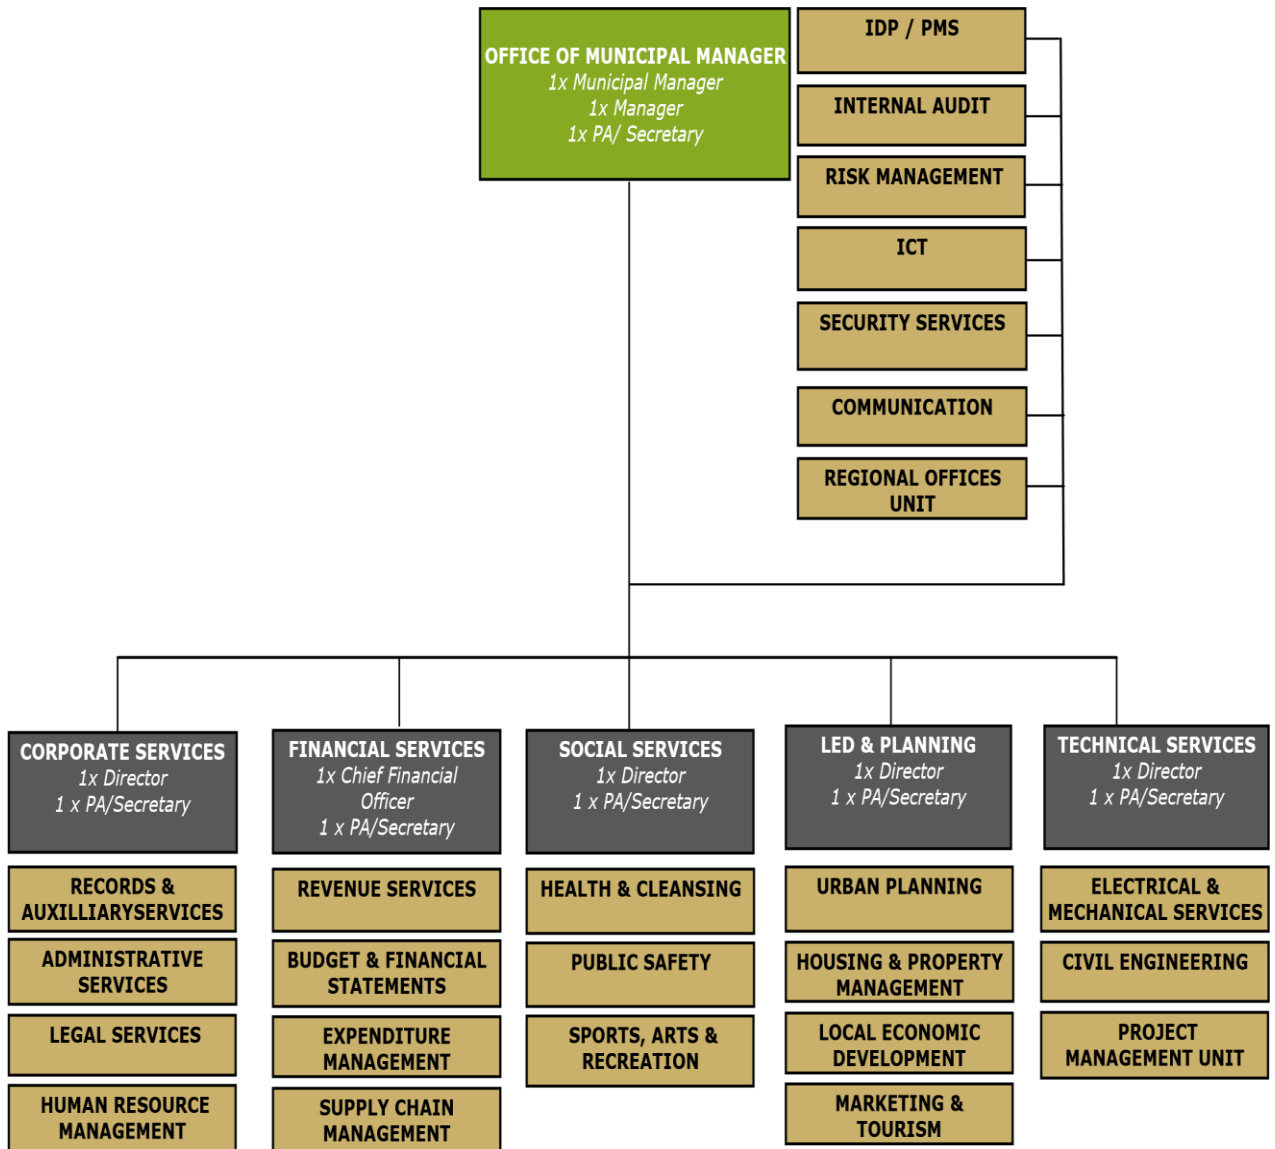 OFFICE OF MUNICIPAL MANAGER
1x Municipal Manager
1x Manager
1x PA/ Secretary
IDP / PMS
INTERNAL AUDIT
RISK MANAGEMENT
ICT
SECURITY SERVICES
COMMUNICATION
REGIONAL OFFICES
UNIT
CORPORATE SERVICES
1x Director
1 x PA/Secretary
RECORDS &
AUXILLIARYSERVICES
ADMINISTRATIVE
SERVICES
LEGAL SERVICES
HUMAN RESOURCE
MANAGEMENT
FINANCIAL SERVICES
1x Chief Financial
Officer
1 x PA/Secretary
REVENUE SERVICES
BUDGET & FINANCIAL
STATEMENTS
EXPENDITURE
MANAGEMENT
SUPPLY CHAIN
MANAGEMENT
SOCIAL SERVICES
1x Director
1 x PA/Secretary
HEALTH & CLEANSING
PUBLIC SAFETY
SPORTS, ARTS &
RECREATION
LED & PLANNING
1x Director
1 x PA/Secretary
URBAN PLANNING
HOUSING & PROPERTY
MANAGEMENT
LOCAL ECONOMIC
DEVELOPMENT
MARKETING &
TOURISM
TECHNICAL SERVICES
1x Director
1 x PA/Secretary
ELECTRICAL &
MECHANICAL SERVICES
CIVIL ENGINEERING
PROJECT
MANAGEMENT UNIT